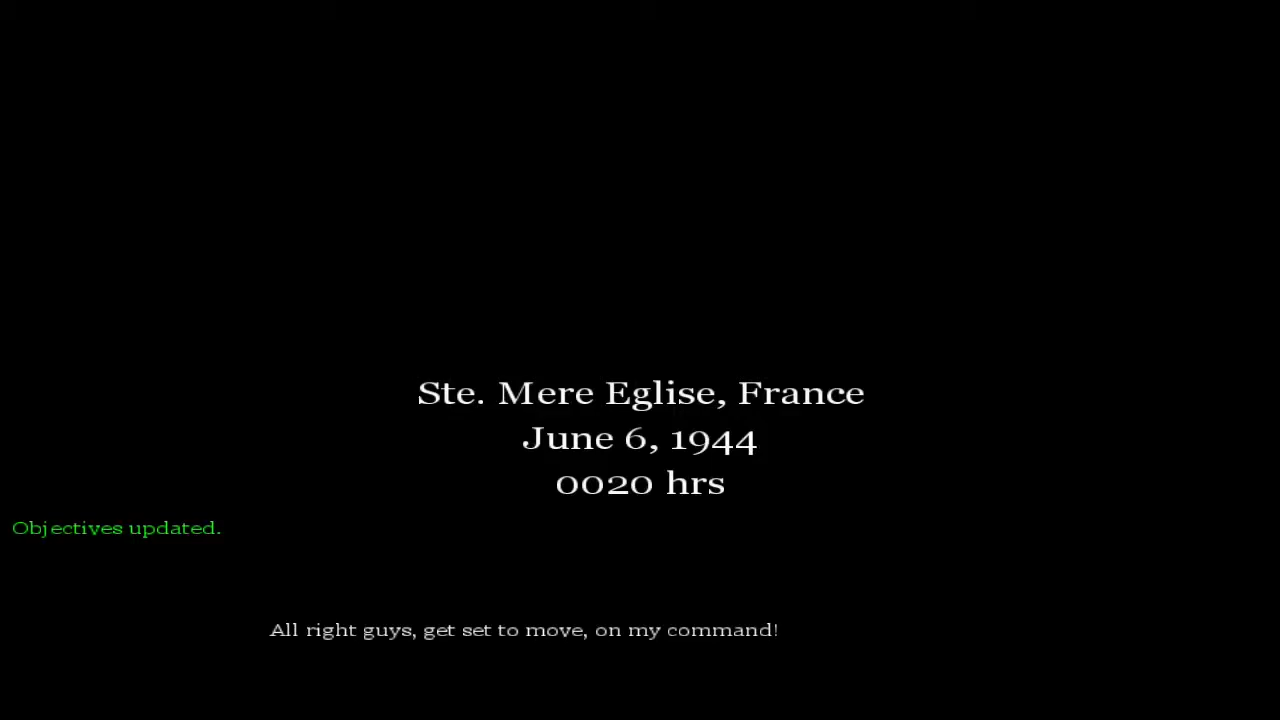 Ste. Mere Eglise, France
June 6, 1944
0020 hrs
Objectives updated.
All right guys, get set to move, on my command!